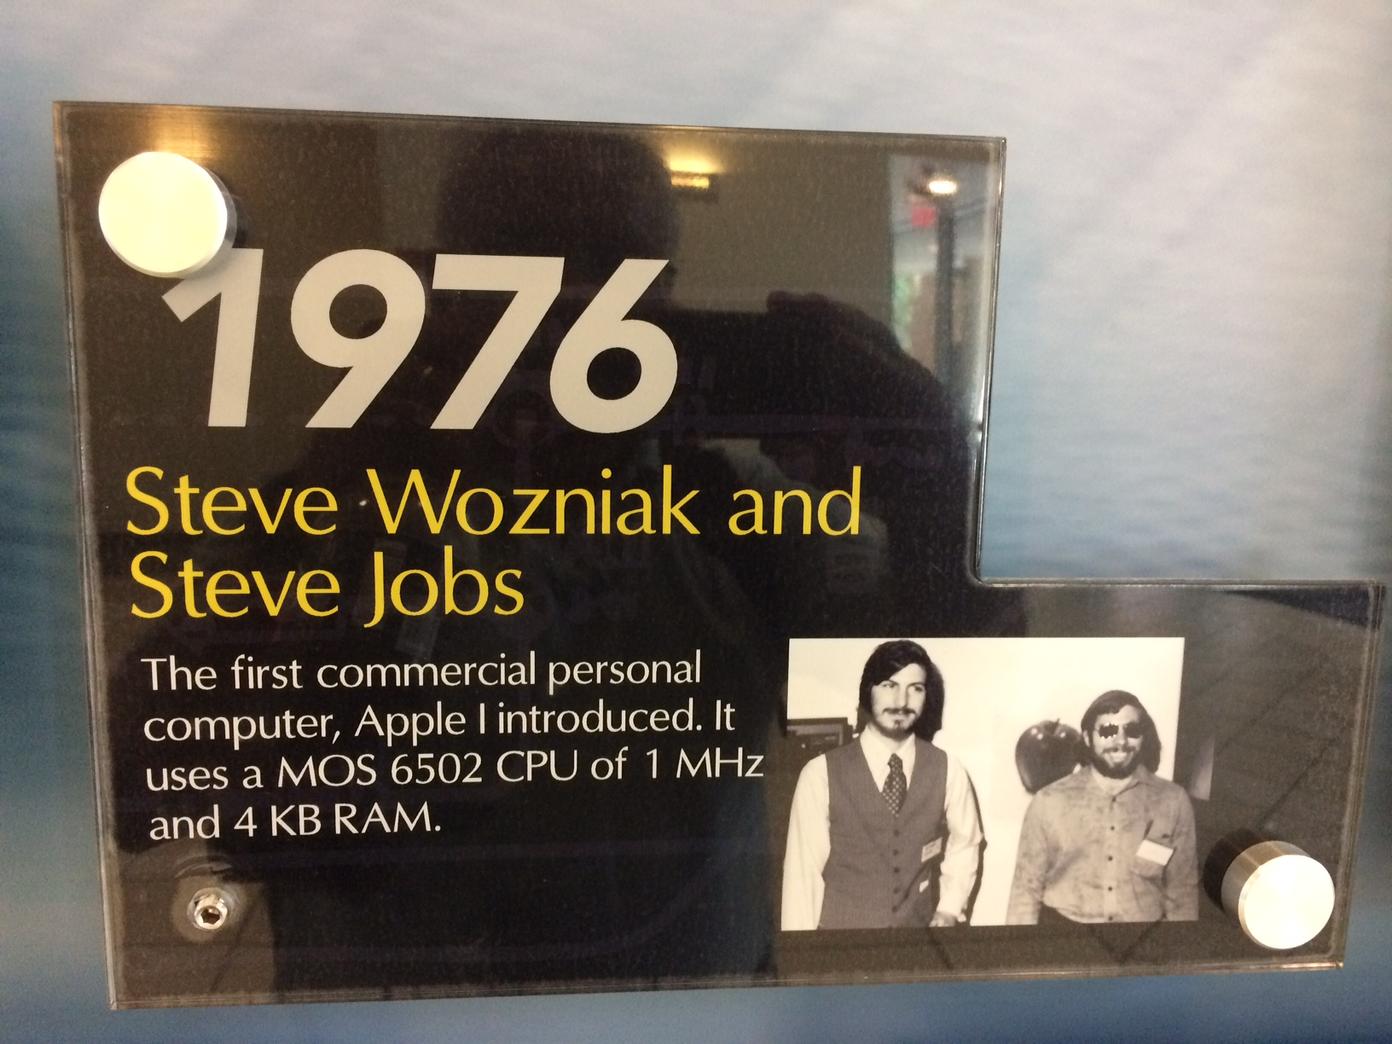 1976
Steve Wozniak and
Steve Jobs
The first commercial personal
computer, Apple I introduced. It
uses a MOS 6502 CPU of 1 MHz
and 4 KB RAM.